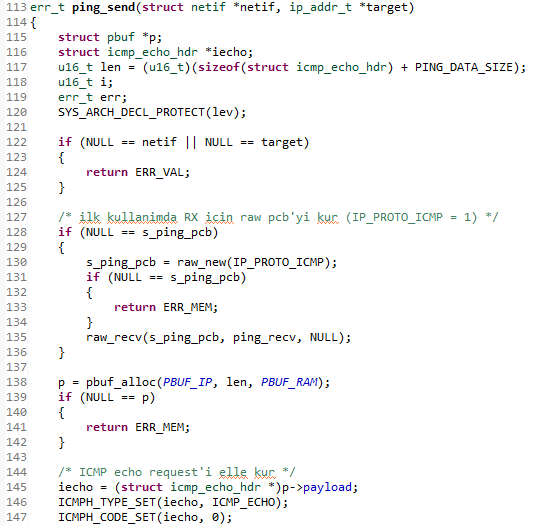 113 err_t ping_send(struct netif *netif, ip_addr_t *target)
114 {
115     struct pbuf *p;
116     struct icmp_echo_hdr *iecho;
117     u16_t len = (u16_t)(sizeof(struct icmp_echo_hdr) + PING_DATA_SIZE);
118     u16_t i;
119     err_t err;
120     SYS_ARCH_DECL_PROTECT(lev);
121
122     if (NULL == netif || NULL == target)
123     {
124         return ERR_VAL;
125     }
126
127     /* ilk kullanimda RX icin raw pcb'yi kur (IP_PROTO_ICMP = 1) */
128     if (NULL == s_ping_pcb)
129     {
130         s_ping_pcb = raw_new(IP_PROTO_ICMP);
131         if (NULL == s_ping_pcb)
132         {
133             return ERR_MEM;
134         }
135         raw_recv(s_ping_pcb, ping_recv, NULL);
136     }
137
138     p = pbuf_alloc(PBUF_IP, len, PBUF_RAM);
139     if (NULL == p)
140     {
141         return ERR_MEM;
142     }
143
144     /* ICMP echo request'i elle kur */
145     iecho = (struct icmp_echo_hdr *)p->payload;
146     ICMPH_TYPE_SET(iecho, ICMP_ECHO);
147     ICMPH_CODE_SET(iecho, 0);